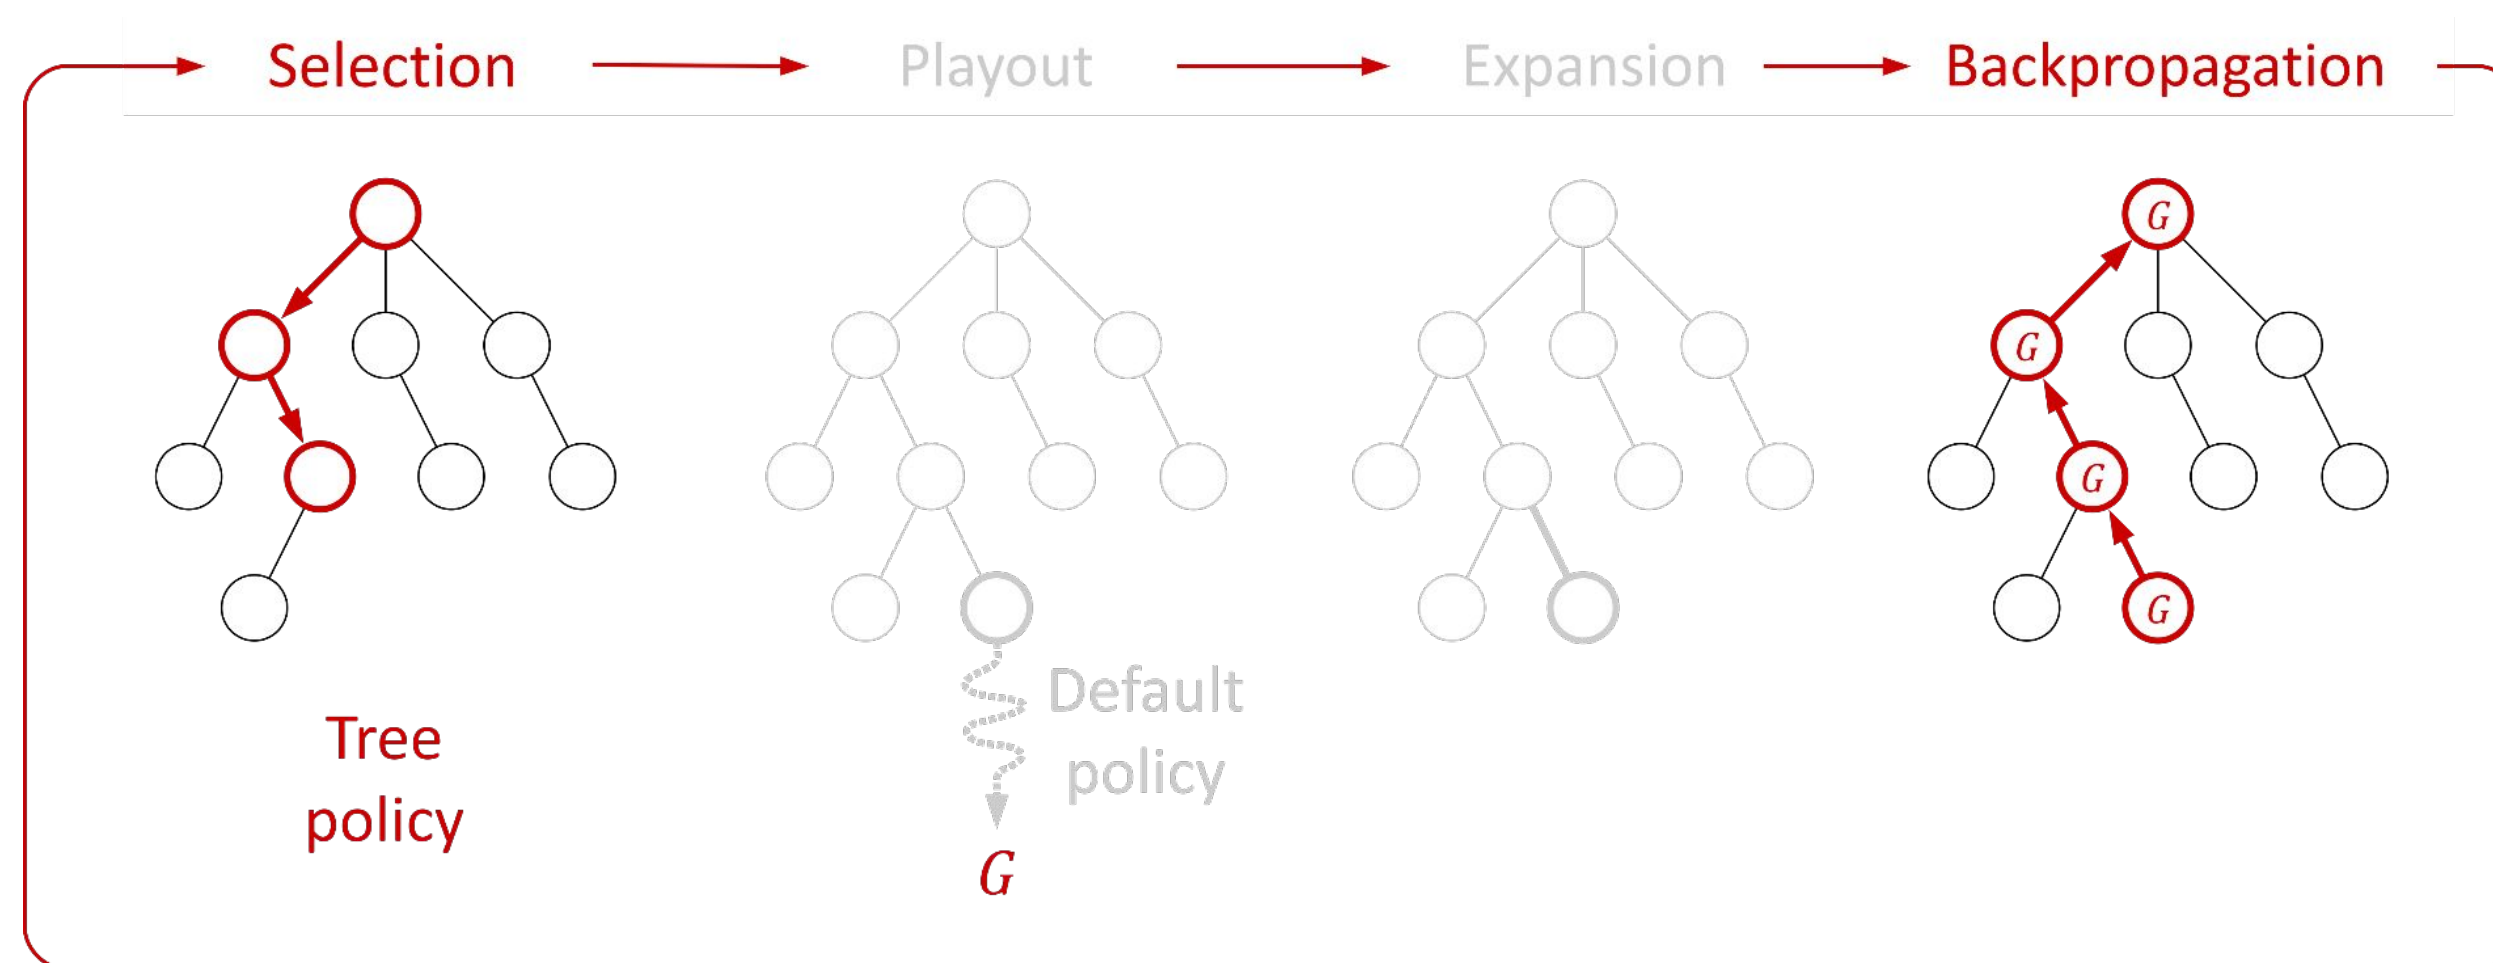 Selection
Playout
Expansion
Backpropagation
G
G
G
G
Default
policy
Tree
policy
G